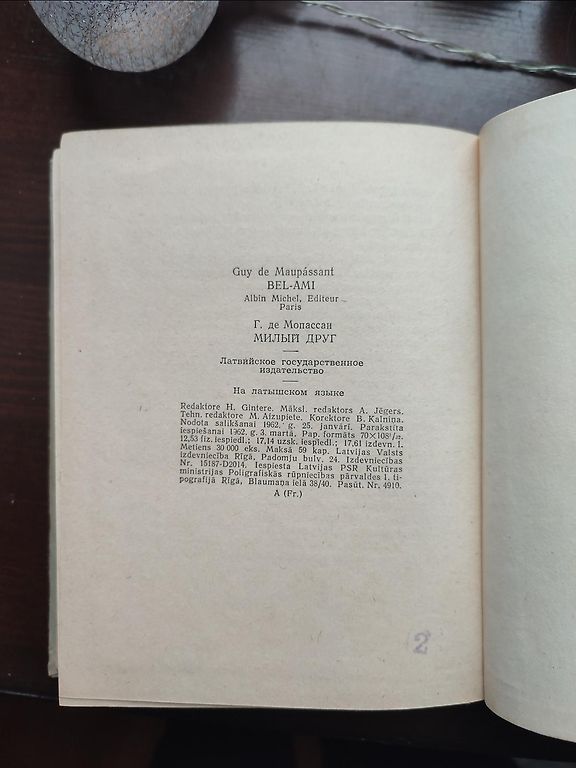 Guy de Maupássant
BEL-AMI
Albin Michel, Editeur
Paris
Г. де Мопассан
МИЛЫЙ ДРУГ
Латвийское государственное
издательство
На латышском языке
Redaktore H. Gintere. Māksl. redaktors A. Jēgers.
Tehn. redaktore M. Aizupiete. Korektore B. Kalniņa.
Nodota salikšanai 1962. g. 25. janvārī. Parakstīta
iespiešanai 1962. g. 3. martā. Pap. formāts 70×108¹/₃₂.
12,53 fiz. iespiedl.; 17,14 uzsk. iespiedl.; 17,61 izdevn. l.
Metiens 30 000 eks. Maksā 59 kap. Latvijas Valsts
izdevniecība Rīgā, Padomju bulv. 24. Izdevniecības
Nr. 15187-D2014. Iespiesta Latvijas PSR Kultūras
ministrijas Poligrafiskās rūpniecības pārvaldes 1. ti-
pografijā Rīgā, Blaumaņa ielā 38/40. Pasūt. Nr. 4910.
A (Fr.)
2